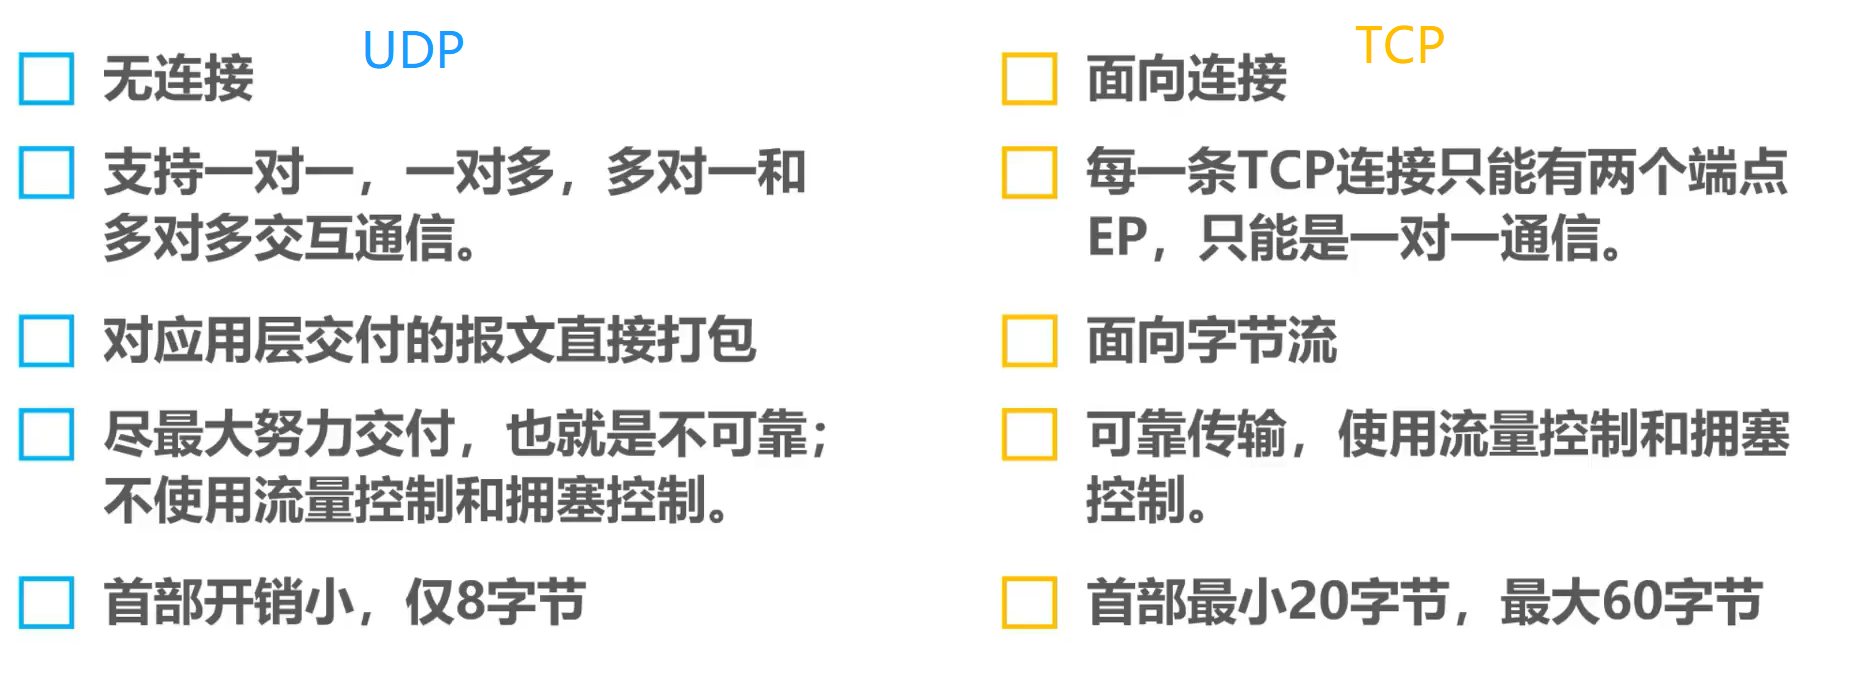 UDP
无连接
支持一对一，一对多，多对一和
多对多交互通信。
对应用层交付的报文直接打包
尽最大努力交付，也就是不可靠；
不使用流量控制和拥塞控制。
首部开销小，仅8字节
TCP
面向连接
每一条TCP连接只能有两个端点
EP，只能是一对一通信。
面向字节流
可靠传输，使用流量控制和拥塞
控制。
首部最小20字节，最大60字节